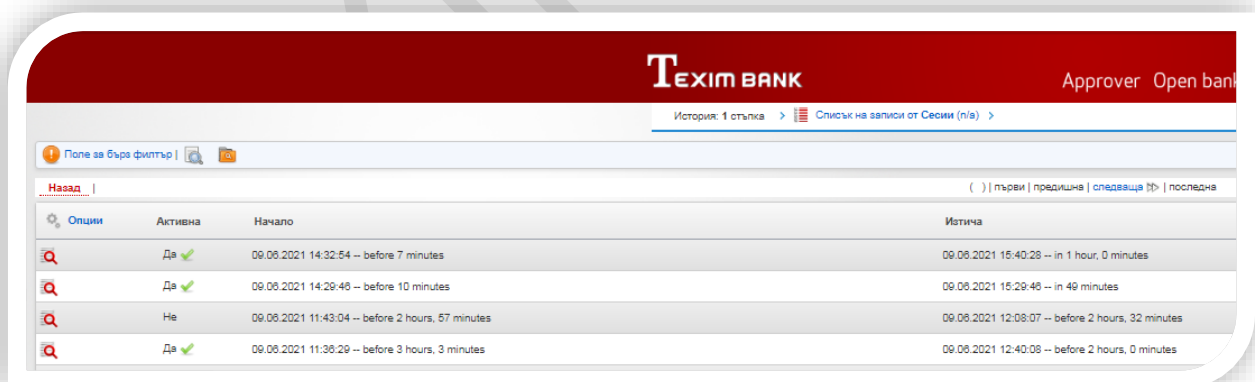 TEXIM BANK
Approver Open bank
История: 1 стъпка > Списък на записи от Сесии (n/a) >
Поле за бърз филтър |
Назад |
( ) | първи | предишна | следваща | последна
Опции Активна Начало Изтича
Да 09.06.2021 14:32:54 -- before 7 minutes 09.06.2021 15:40:28 -- in 1 hour, 0 minutes
Да 09.06.2021 14:29:46 -- before 10 minutes 09.06.2021 15:29:46 -- in 49 minutes
Не 09.06.2021 11:43:04 -- before 2 hours, 57 minutes 09.06.2021 12:08:07 -- before 2 hours, 32 minutes
Да 09.06.2021 11:36:29 -- before 3 hours, 3 minutes 09.06.2021 12:40:08 -- before 2 hours, 0 minutes